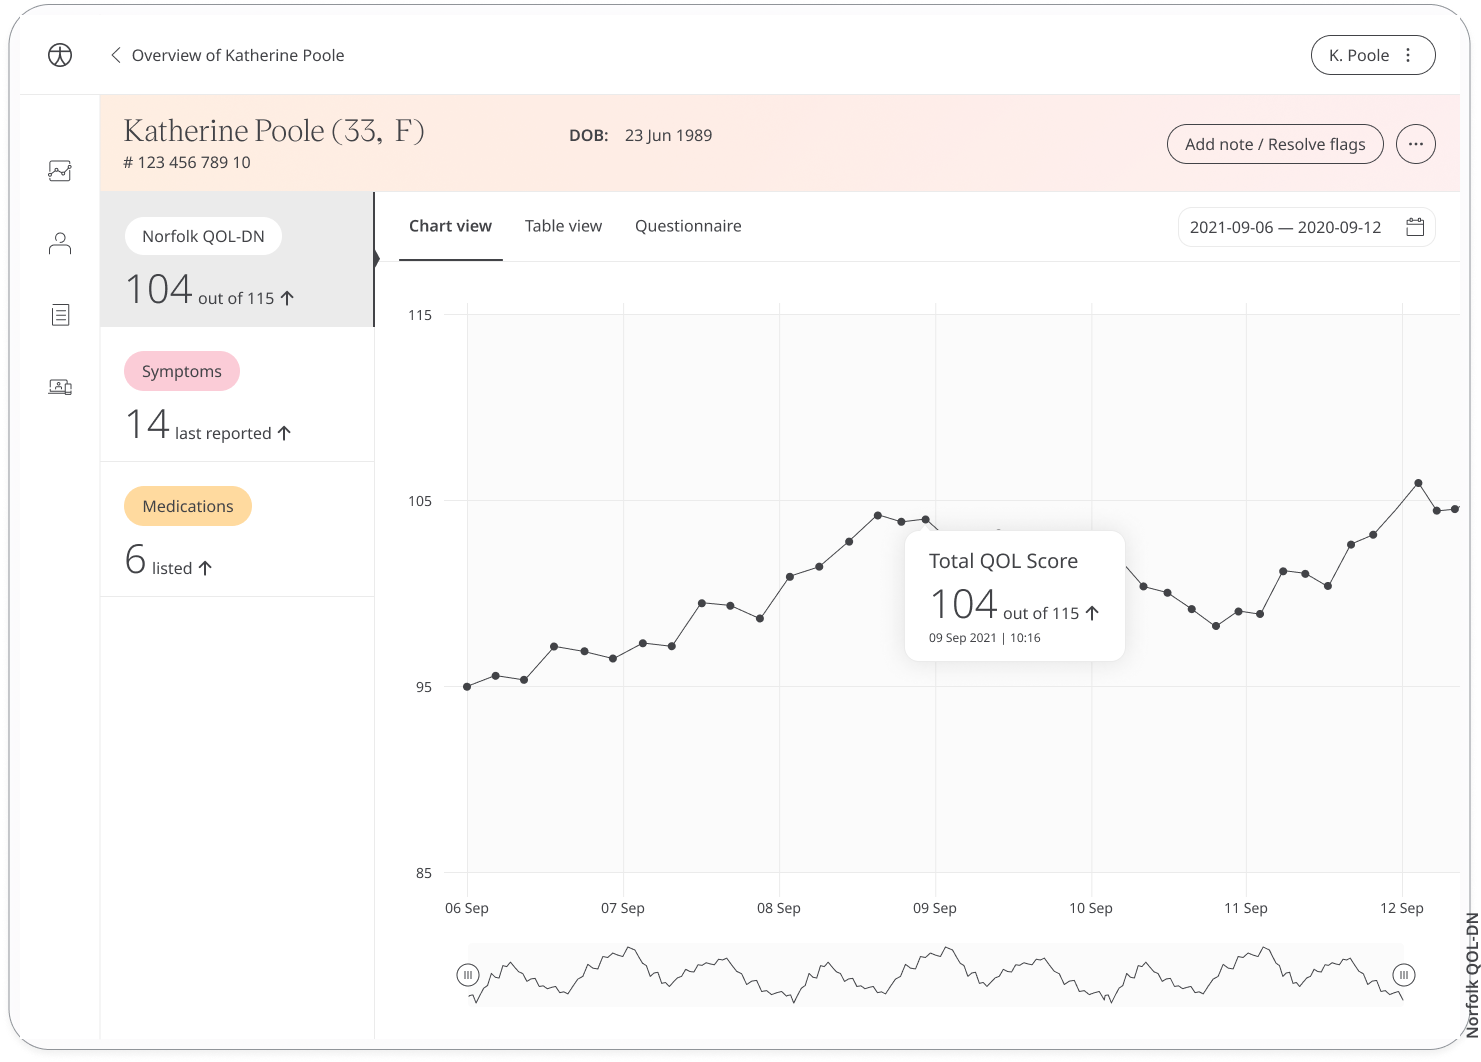 Overview of Katherine Poole
K. Poole
Katherine Poole (33, F)
# 123 456 789 10
DOB: 23 Jun 1989
Add note / Resolve flags
Norfolk QOL-DN
104 out of 115 ↑
Symptoms
14 last reported ↑
Medications
6 listed ↑
Chart view
Table view
Questionnaire
2021-09-06 — 2020-09-12
115
105
95
85
Total QOL Score
104 out of 115 ↑
09 Sep 2021 | 10:16
06 Sep
07 Sep
08 Sep
09 Sep
10 Sep
11 Sep
12 Sep
Norfolk QOL-DN